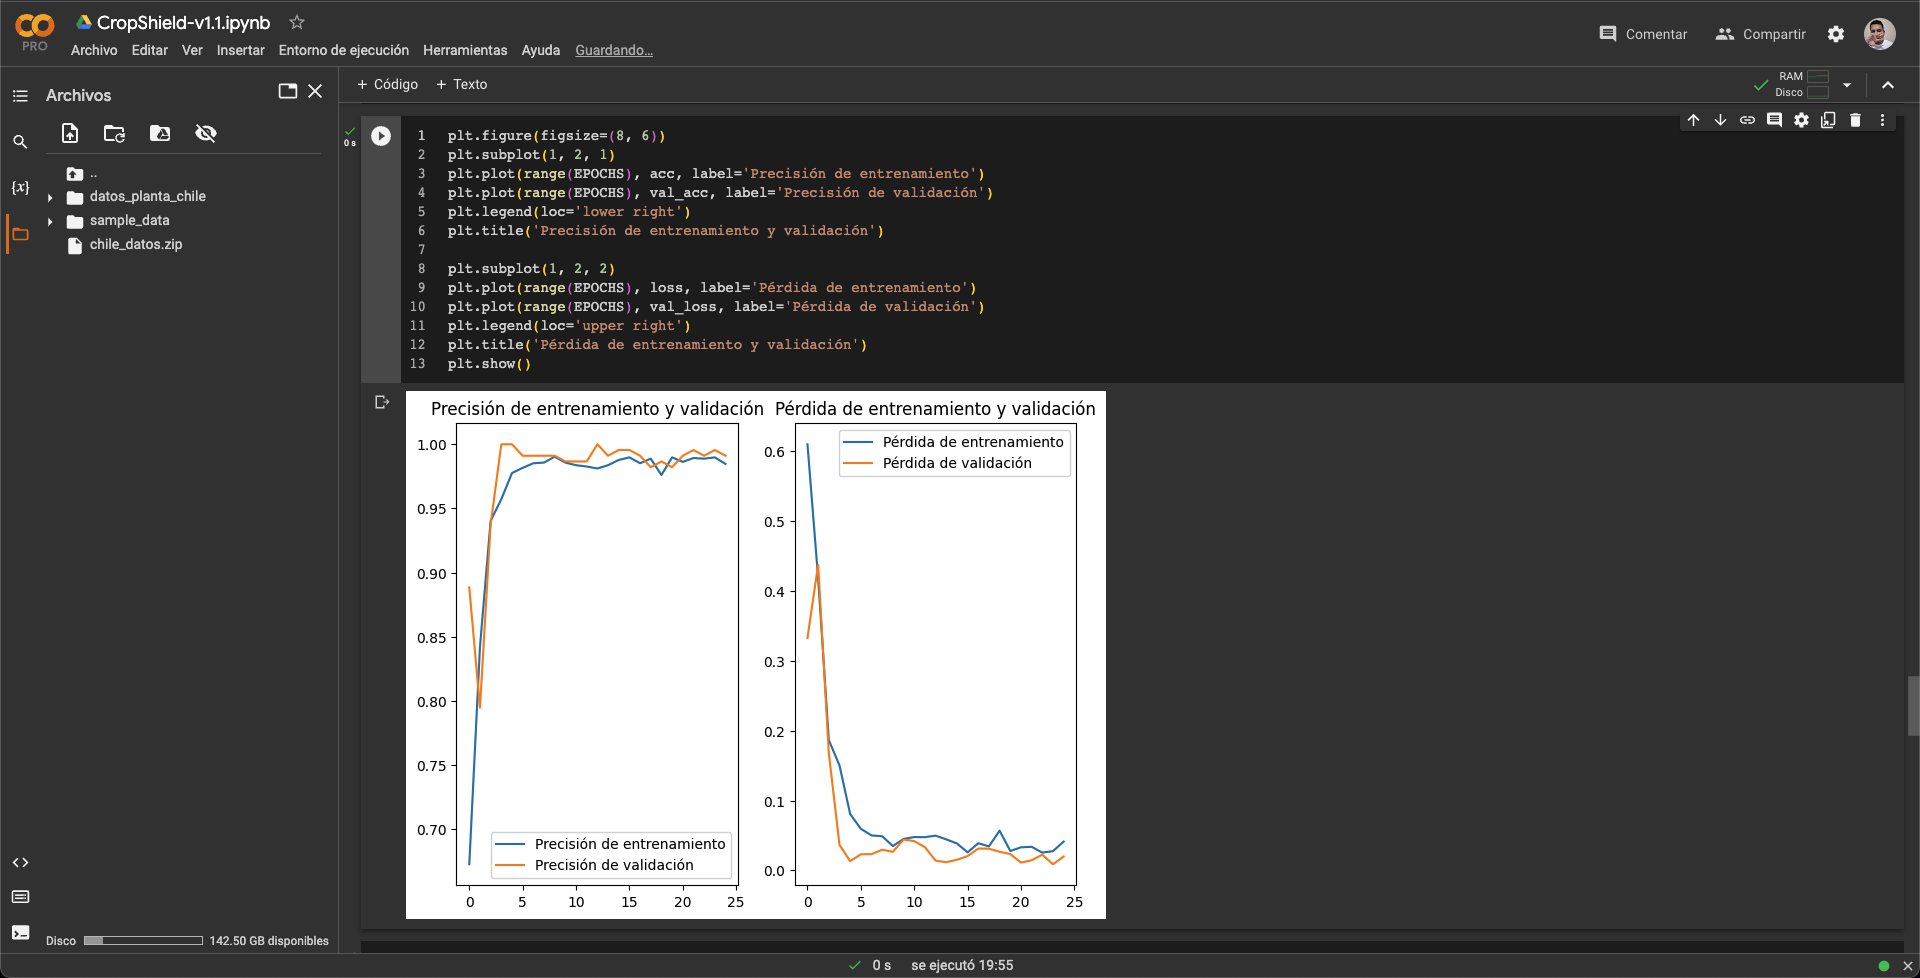 CropShield-v1.1.ipynb
PRO
Archivo Editar Ver Insertar Entorno de ejecución Herramientas Ayuda Guardando...
Comentar Compartir
Archivos
+ Código + Texto
RAM
Disco
..
datos_planta_chile
sample_data
chile_datos.zip
{x}
0 s
1 plt.figure(figsize=(8, 6))
2 plt.subplot(1, 2, 1)
3 plt.plot(range(EPOCHS), acc, label='Precisión de entrenamiento')
4 plt.plot(range(EPOCHS), val_acc, label='Precisión de validación')
5 plt.legend(loc='lower right')
6 plt.title('Precisión de entrenamiento y validación')
7
8 plt.subplot(1, 2, 2)
9 plt.plot(range(EPOCHS), loss, label='Pérdida de entrenamiento')
10 plt.plot(range(EPOCHS), val_loss, label='Pérdida de validación')
11 plt.legend(loc='upper right')
12 plt.title('Pérdida de entrenamiento y validación')
13 plt.show()
Precisión de entrenamiento y validación
1.00
0.95
0.90
0.85
0.80
0.75
0.70
Precisión de entrenamiento
Precisión de validación
0 5 10 15 20 25
Pérdida de entrenamiento y validación
Pérdida de entrenamiento
Pérdida de validación
0.6
0.5
0.4
0.3
0.2
0.1
0.0
0 5 10 15 20 25
Disco 142.50 GB disponibles
0 s se ejecutó 19:55